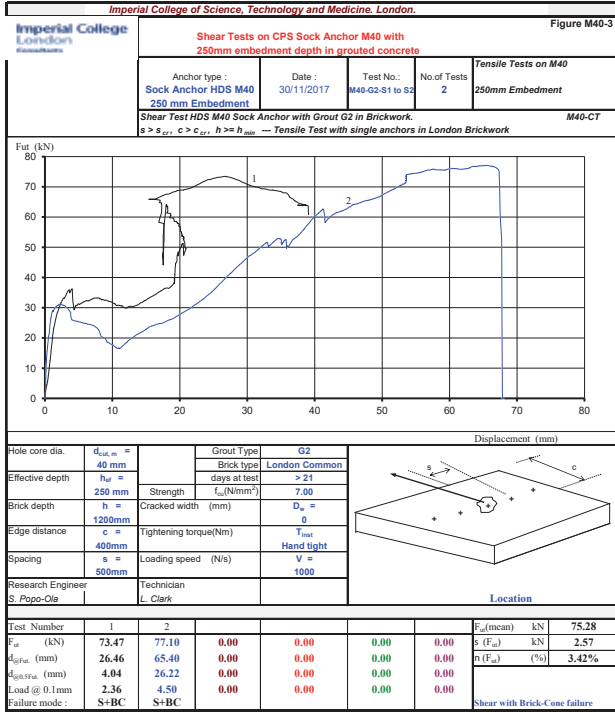 Imperial College of Science, Technology and Medicine. London.
Imperial College
London
Consultants
Shear Tests on CPS Sock Anchor M40 with
250mm embedment depth in grouted concrete
Figure M40-3
Anchor type :
Sock Anchor HDS M40
250 mm Embedment
Date :
30/11/2017
Test No.:
M40-G2-S1 to S2
No.of Tests
2
Tensile Tests on M40
250mm Embedment
Shear Test HDS M40 Sock Anchor with Grout G2 in Brickwork. M40-CT
s > s cr , c > c cr , h >= h min --- Tensile Test with single anchors in London Brickwork
Fut (kN)
80
70
60
50
40
30
20
10
0
1
2
0 10 20 30 40 50 60 70 80
Displacement (mm)
Hole core dia. d cut, m = Grout Type G2
40 mm Brick type London Common
Effective depth h ef = days at test > 21
250 mm Strength f cu (N/mm²) 7.00
Brick depth h = Cracked width (mm) D w =
1200mm 0
Edge distance c = Tightening torque(Nm) T inst
400mm Hand tight
Spacing s = Loading speed (N/s) V =
500mm 1000
Research Engineer Technician
S. Popo-Ola L. Clark
s
c
Location
Test Number 1 2
F ut (kN) 73.47 77.10 0.00 0.00 0.00 0.00
d @Fut. (mm) 26.46 65.40 0.00 0.00 0.00 0.00
d @0.5Fut. (mm) 4.04 26.22 0.00 0.00 0.00 0.00
Load @ 0.1mm 2.36 4.50 0.00 0.00 0.00 0.00
Failure mode : S+BC S+BC
F ut (mean) kN 75.28
s (F ut ) kN 2.57
n (F ut ) (%) 3.42%
Shear with Brick-Cone failure